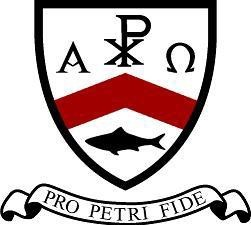 Α ☧ Ω
PRO PETRI FIDE